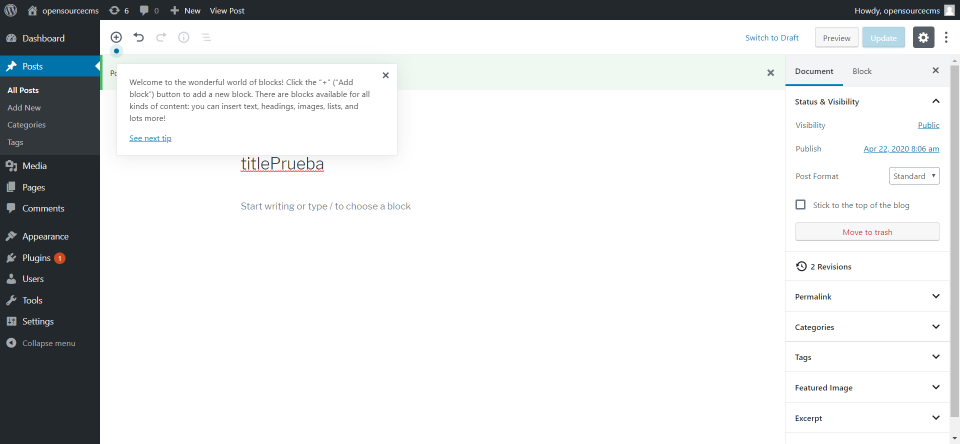 opensourcecms 6 0 New View Post Howdy, opensourcecms
Dashboard
Posts
All Posts
Add New
Categories
Tags
Media
Pages
Comments
Appearance
Plugins 1
Users
Tools
Settings
Collapse menu
Switch to Draft Preview Update
Welcome to the wonderful world of blocks! Click the “+” (“Add
block”) button to add a new block. There are blocks available for all
kinds of content: you can insert text, headings, images, lists, and
lots more!
See next tip
titlePrueba
Start writing or type / to choose a block
Document Block
Status & Visibility
Visibility Public
Publish Apr 22, 2020 8:06 am
Post Format Standard
Stick to the top of the blog
Move to trash
2 Revisions
Permalink
Categories
Tags
Featured Image
Excerpt